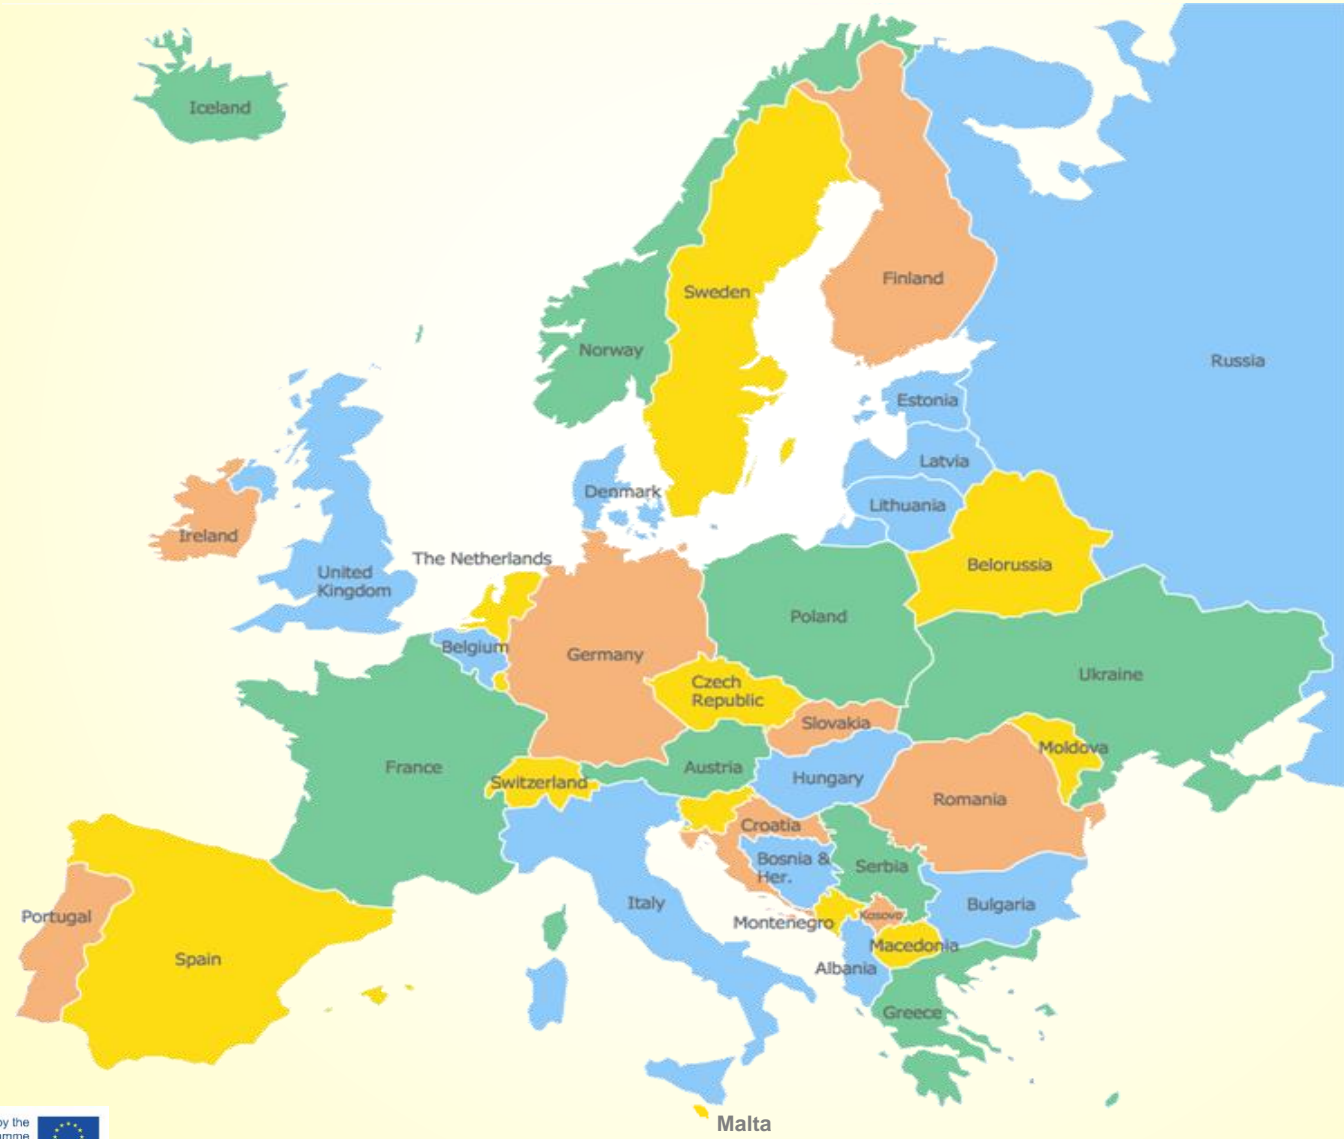 Iceland
Sweden
Finland
Norway
Russia
Estonia
Latvia
Denmark
Lithuania
Ireland
The Netherlands
Belorussia
United
Kingdom
Poland
Belgium
Germany
Ukraine
Czech
Republic
Slovakia
Moldova
France
Austria
Switzerland
Hungary
Romania
Croatia
Bosnia &
Her.
Serbia
Italy
Bulgaria
Portugal
Kosovo
Montenegro
Macedonia
Spain
Albania
Greece
by the
Malta